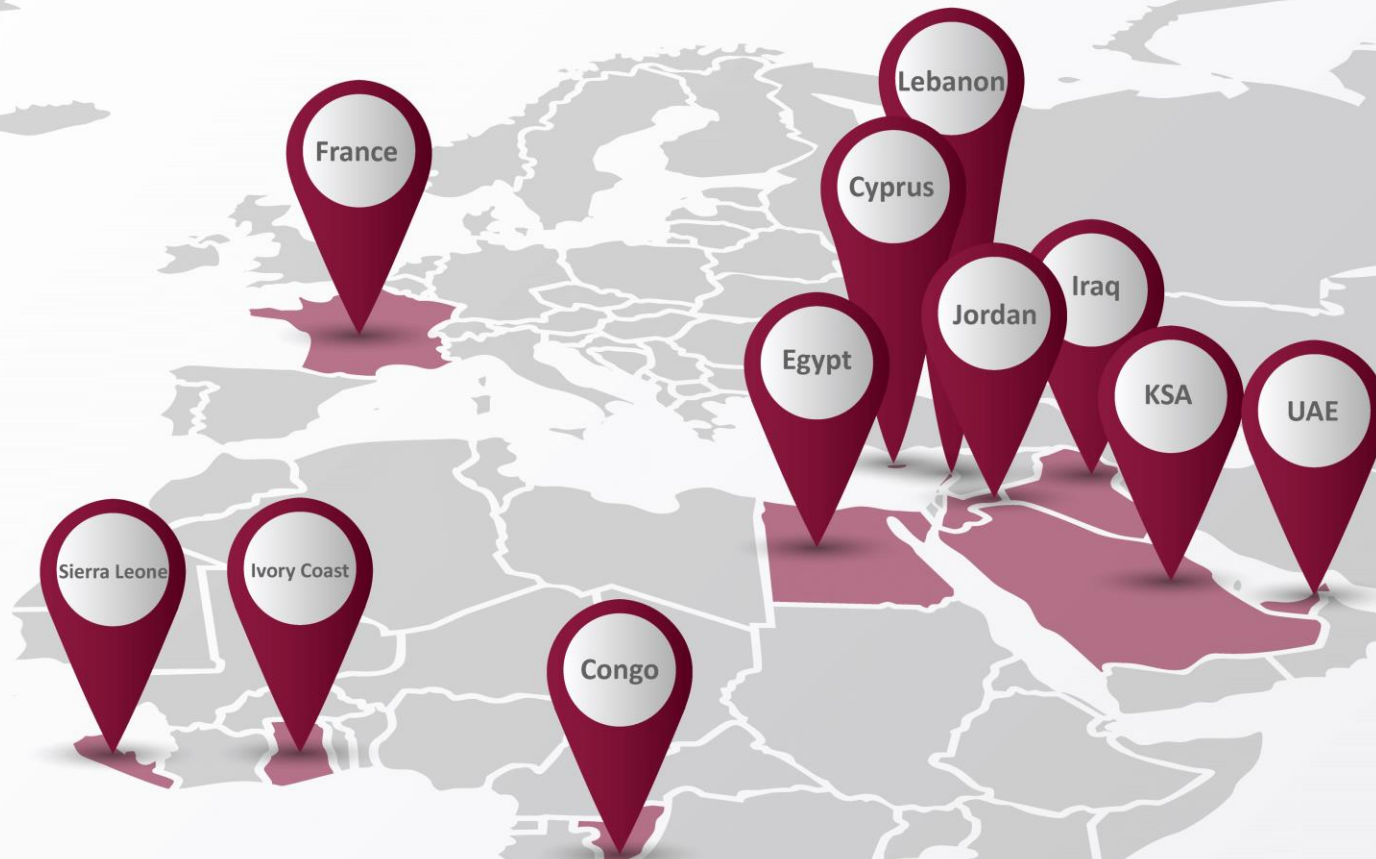 Lebanon
France
Cyprus
Iraq
Jordan
Egypt
KSA
UAE
Sierra Leone
Ivory Coast
Congo